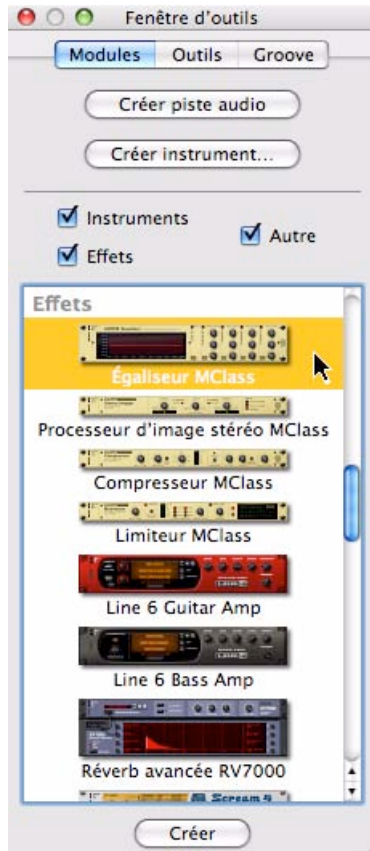 Fenêtre d'outils
Modules Outils Groove
Créer piste audio
Créer instrument...
Instruments
Autre
Effets
Effets
Égaliseur MClass
Processeur d'image stéréo MClass
Compresseur MClass
Limiteur MClass
Line 6 Guitar Amp
Line 6 Bass Amp
Réverb avancée RV7000
Scream 4
Créer